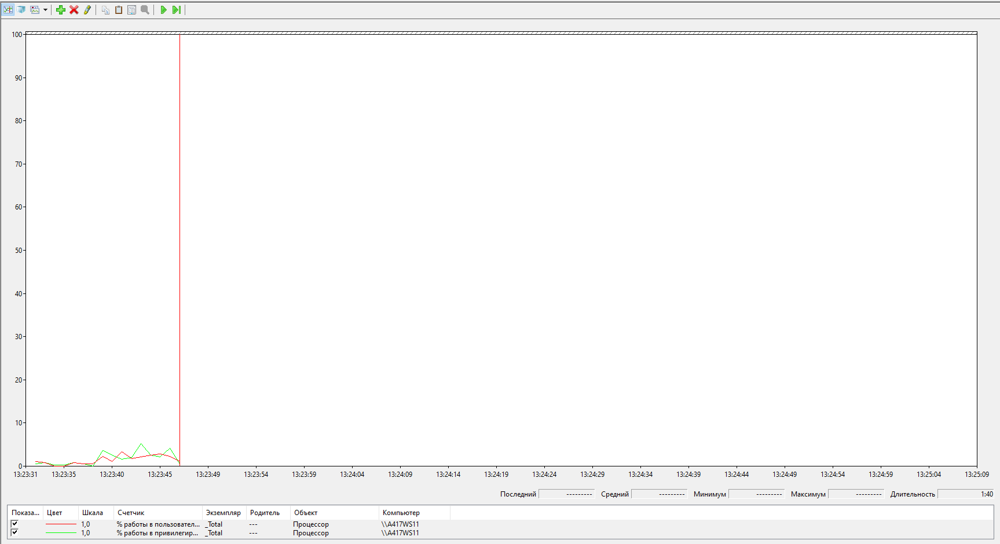 100
90
80
70
60
50
40
30
20
10
0
13:23:31 13:23:35 13:23:40 13:23:45 13:23:49 13:23:54 13:23:59 13:24:04 13:24:09 13:24:14 13:24:19 13:24:24 13:24:29 13:24:34 13:24:39 13:24:44 13:24:49 13:24:54 13:24:59 13:25:04 13:25:09
Последний --------- Средний --------- Минимум --------- Максимум --------- Длительность 1:40
Показа... Цвет Шкала Счетчик Экземпляр Родитель Объект Компьютер
1,0 % работы в пользовател... _Total --- Процессор \\A417WS11
1,0 % работы в привилегир... _Total --- Процессор \\A417WS11